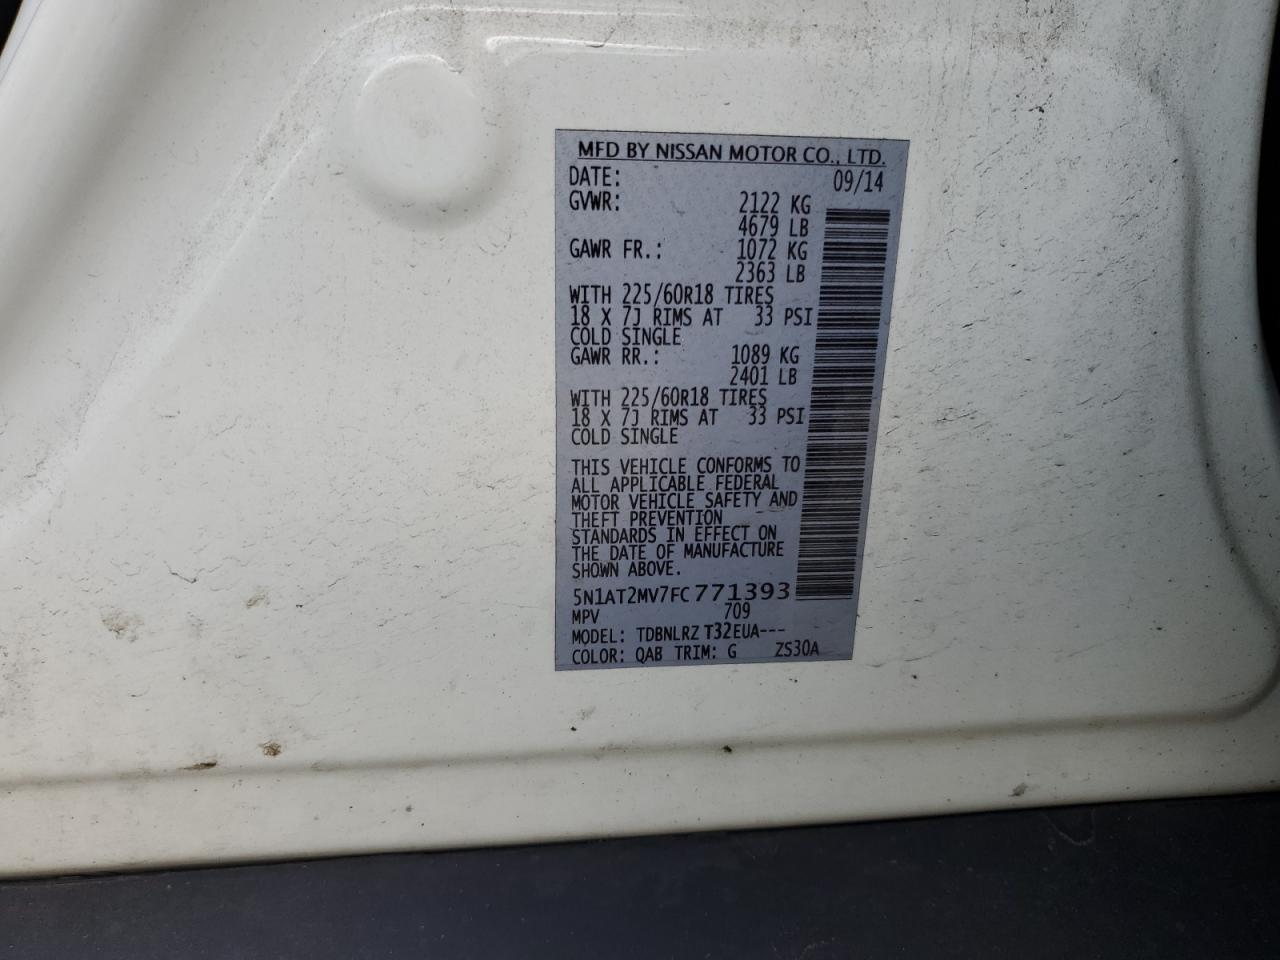 MFD BY NISSAN MOTOR CO., LTD.
DATE: 09/14
GVWR: 2122 KG
4679 LB
GAWR FR.: 1072 KG
2363 LB
WITH 225/60R18 TIRES
18 X 7J RIMS AT 33 PSI
COLD SINGLE
GAWR RR.: 1089 KG
2401 LB
WITH 225/60R18 TIRES
18 X 7J RIMS AT 33 PSI
COLD SINGLE
THIS VEHICLE CONFORMS TO
ALL APPLICABLE FEDERAL
MOTOR VEHICLE SAFETY AND
THEFT PREVENTION
STANDARDS IN EFFECT ON
THE DATE OF MANUFACTURE
SHOWN ABOVE.
5N1AT2MV7FC771393
MPV 709
MODEL: TDBNLRZ T32EUA---
COLOR: QAB TRIM: G ZS30A